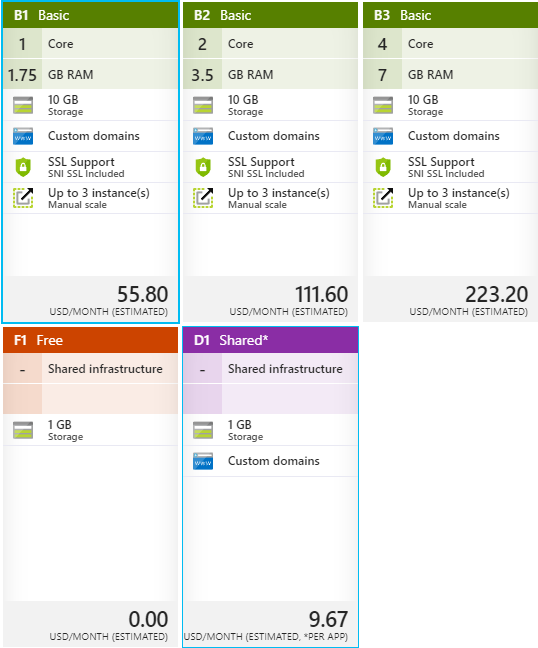 B1 Basic
1 Core
1.75 GB RAM
10 GB
Storage
www Custom domains
SSL Support
SNI SSL Included
Up to 3 instance(s)
Manual scale
55.80
USD/MONTH (ESTIMATED)
B2 Basic
2 Core
3.5 GB RAM
10 GB
Storage
www Custom domains
SSL Support
SNI SSL Included
Up to 3 instance(s)
Manual scale
111.60
USD/MONTH (ESTIMATED)
B3 Basic
4 Core
7 GB RAM
10 GB
Storage
www Custom domains
SSL Support
SNI SSL Included
Up to 3 instance(s)
Manual scale
223.20
USD/MONTH (ESTIMATED)
F1 Free
- Shared infrastructure
1 GB
Storage
0.00
USD/MONTH (ESTIMATED)
D1 Shared*
- Shared infrastructure
1 GB
Storage
www Custom domains
9.67
USD/MONTH (ESTIMATED, *PER APP)